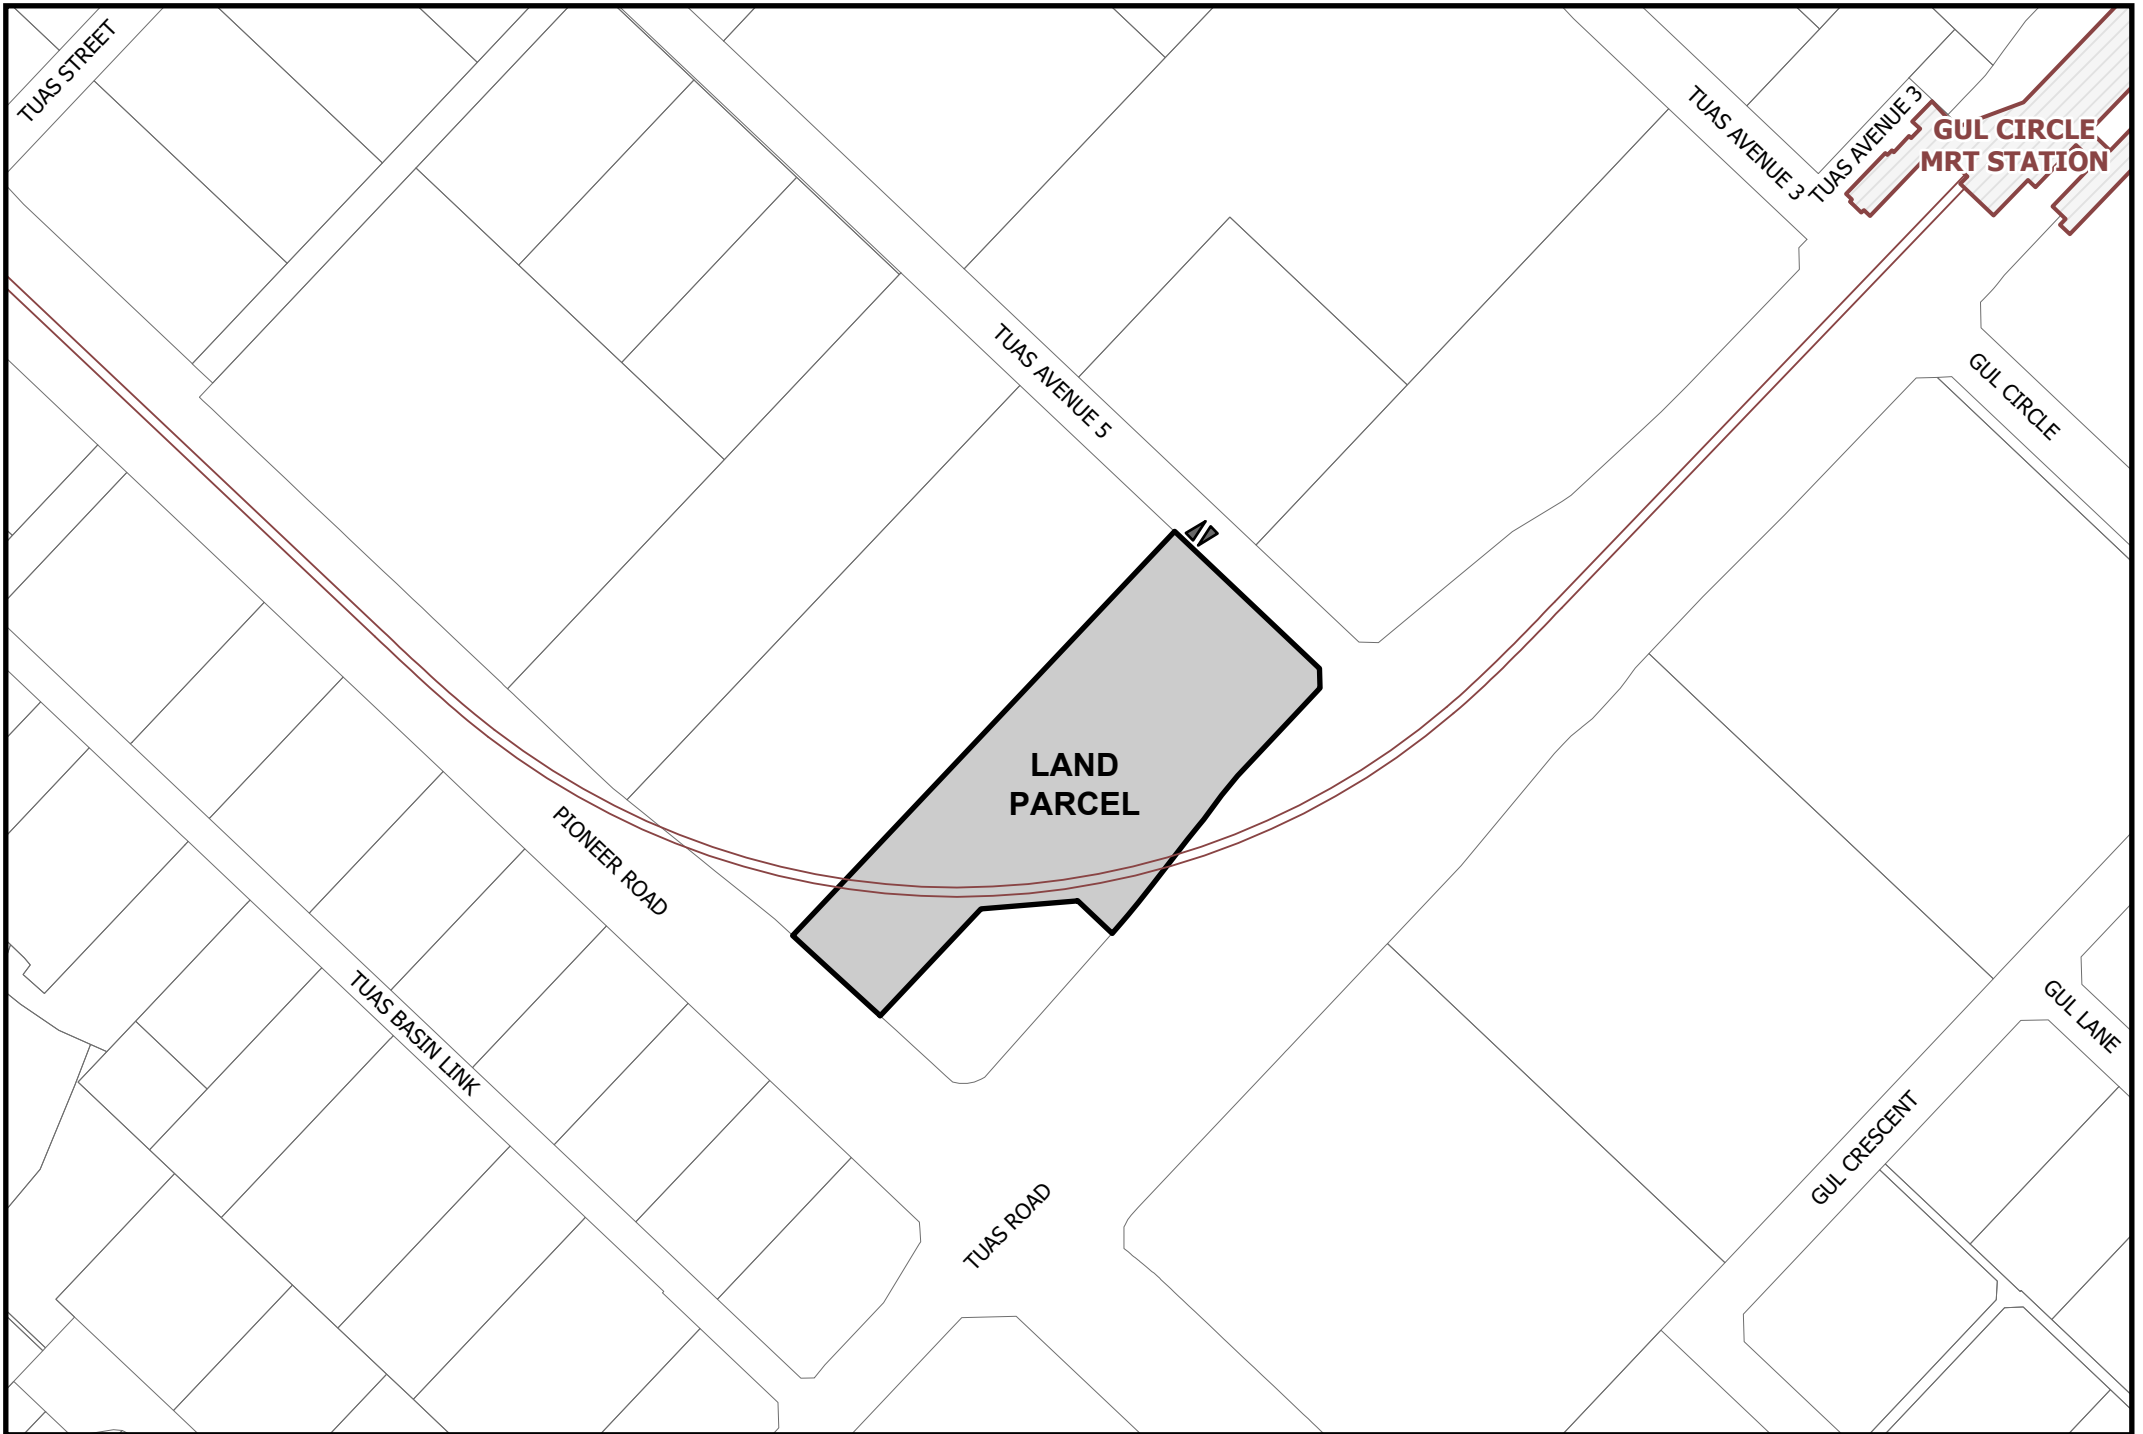 TUAS STREET
TUAS AVENUE 3
TUAS AVENUE 3
GUL CIRCLE
MRT STATION
TUAS AVENUE 5
GUL CIRCLE
LAND
PARCEL
PIONEER ROAD
TUAS BASIN LINK
GUL LANE
GUL CRESCENT
TUAS ROAD